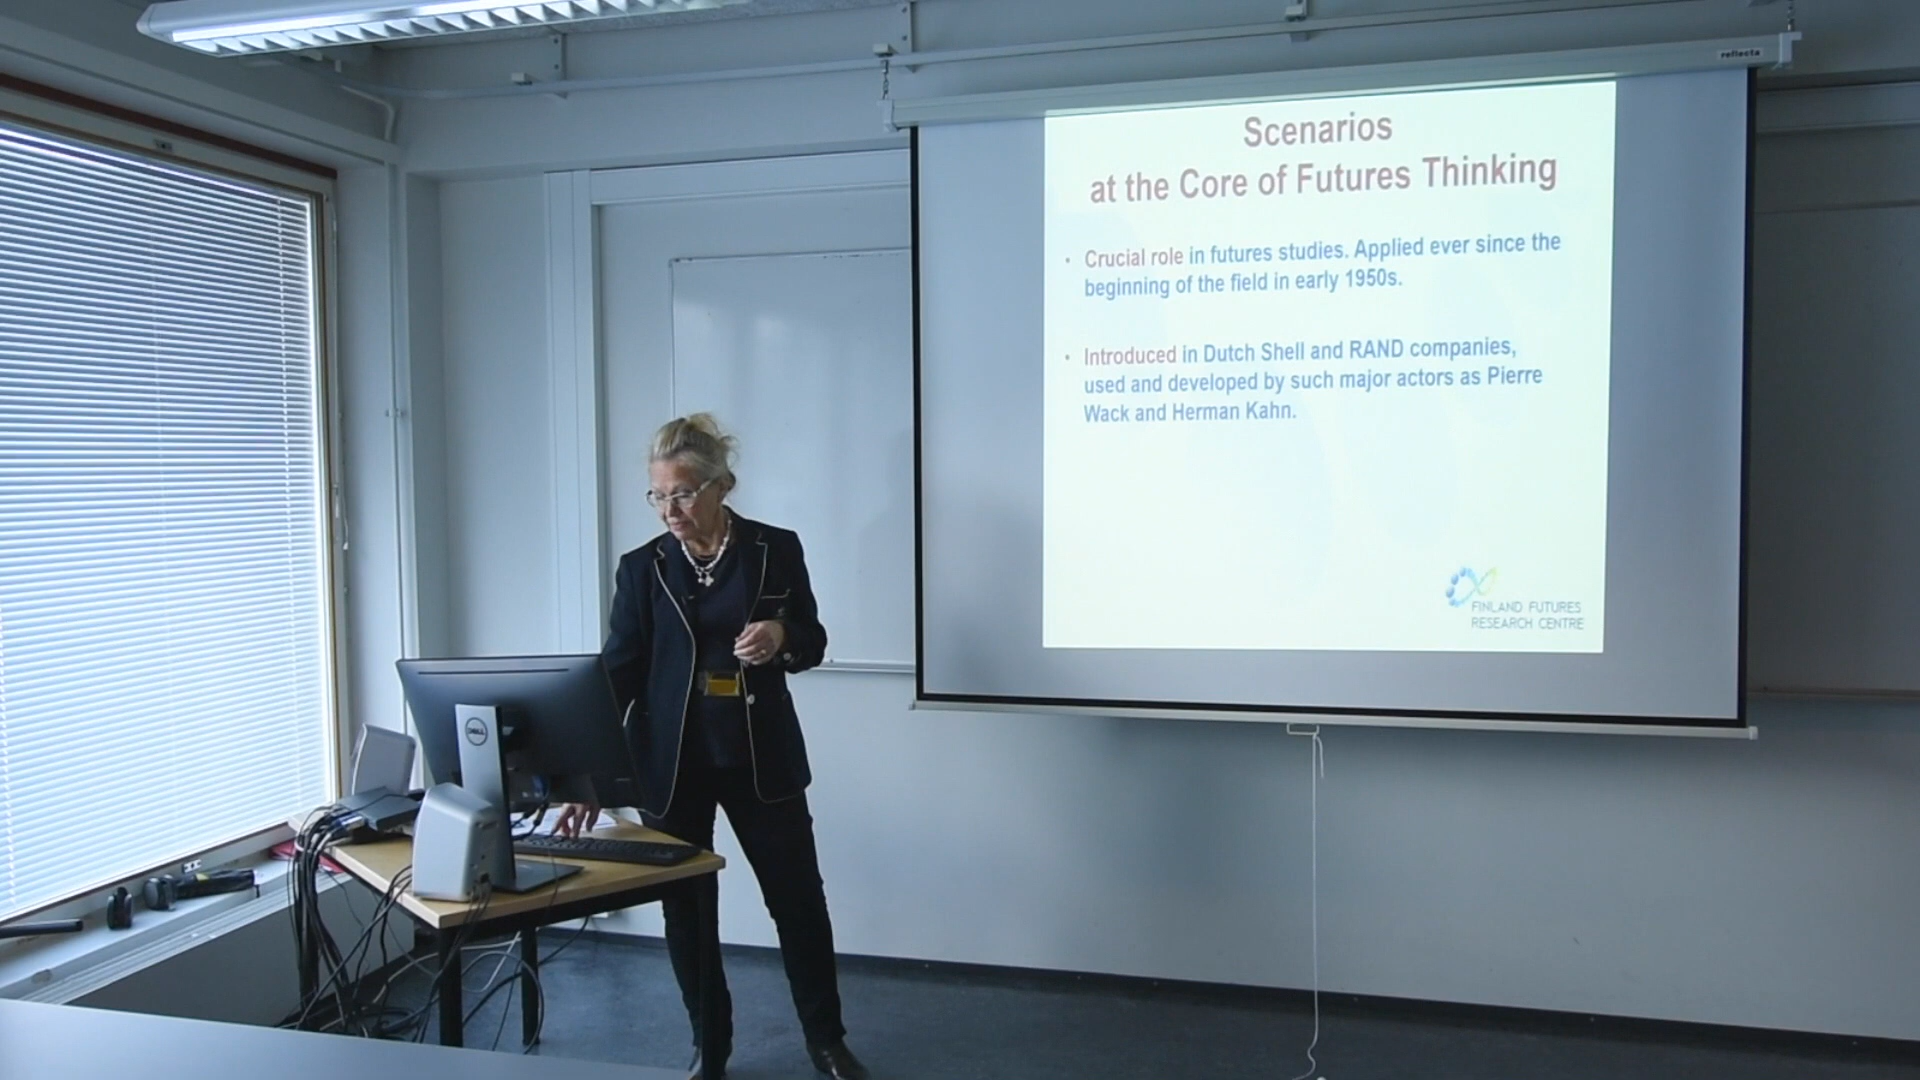 reflecta
Scenarios
at the Core of Futures Thinking
• Crucial role in futures studies. Applied ever since the
beginning of the field in early 1950s.
• Introduced in Dutch Shell and RAND companies,
used and developed by such major actors as Pierre
Wack and Herman Kahn.
FINLAND FUTURES
RESEARCH CENTRE
DELL